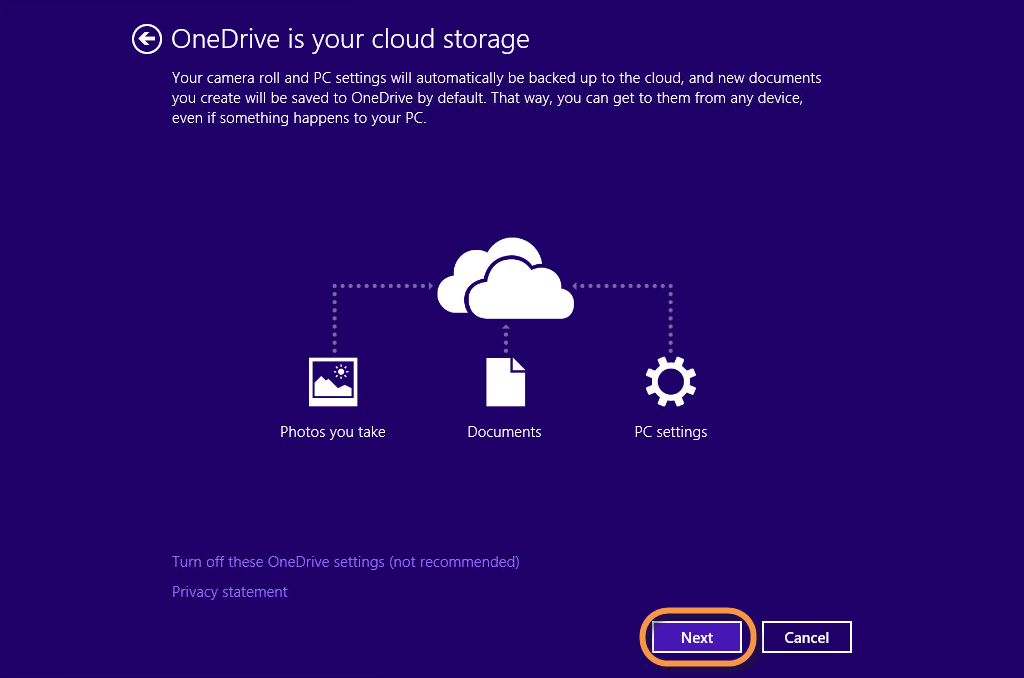 OneDrive is your cloud storage
Your camera roll and PC settings will automatically be backed up to the cloud, and new documents
you create will be saved to OneDrive by default. That way, you can get to them from any device,
even if something happens to your PC.
Photos you take
Documents
PC settings
Turn off these OneDrive settings (not recommended)
Privacy statement
Next
Cancel